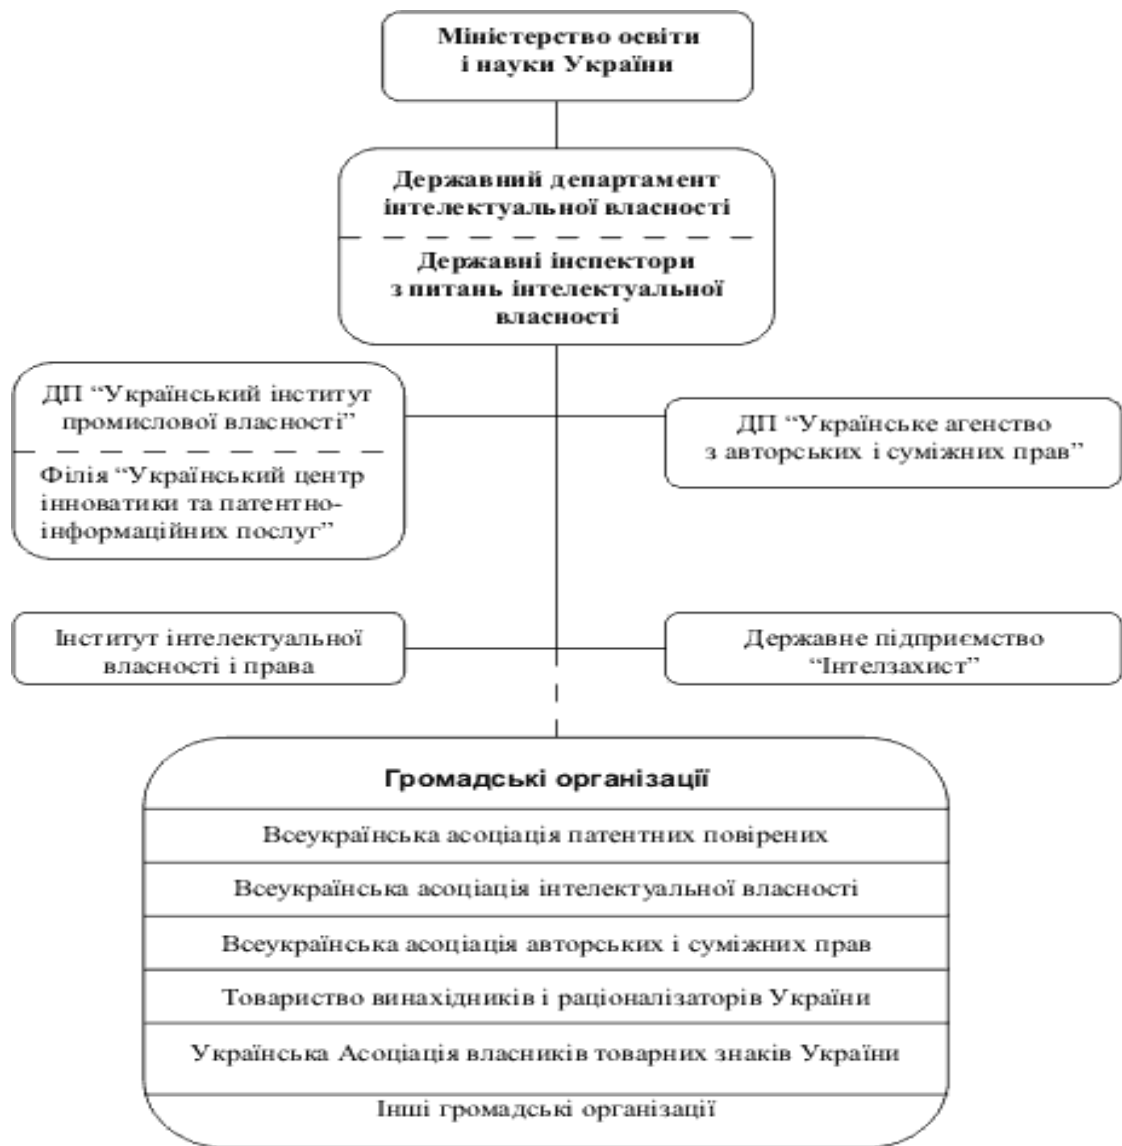 Міністерство освіти
і науки України
Державний департамент
інтелектуальної власності
Державні інспектори
з питань інтелектуальної
власності
ДП “Український інститут
промислової власності”
Філія “Український центр
інноватики та патентно-
інформаційних послуг”
ДП “Українське агенство
з авторських і суміжних прав”
Інститут інтелектуальної
власності і права
Державне підприємство
“Інтелзахист”
Громадські організації
Всеукраїнська асоціація патентних повірених
Всеукраїнська асоціація інтелектуальної власності
Всеукраїнська асоціація авторських і суміжних прав
Товариство винахідників і раціоналізаторів України
Українська Асоціація власників товарних знаків України
Інші громадські організації